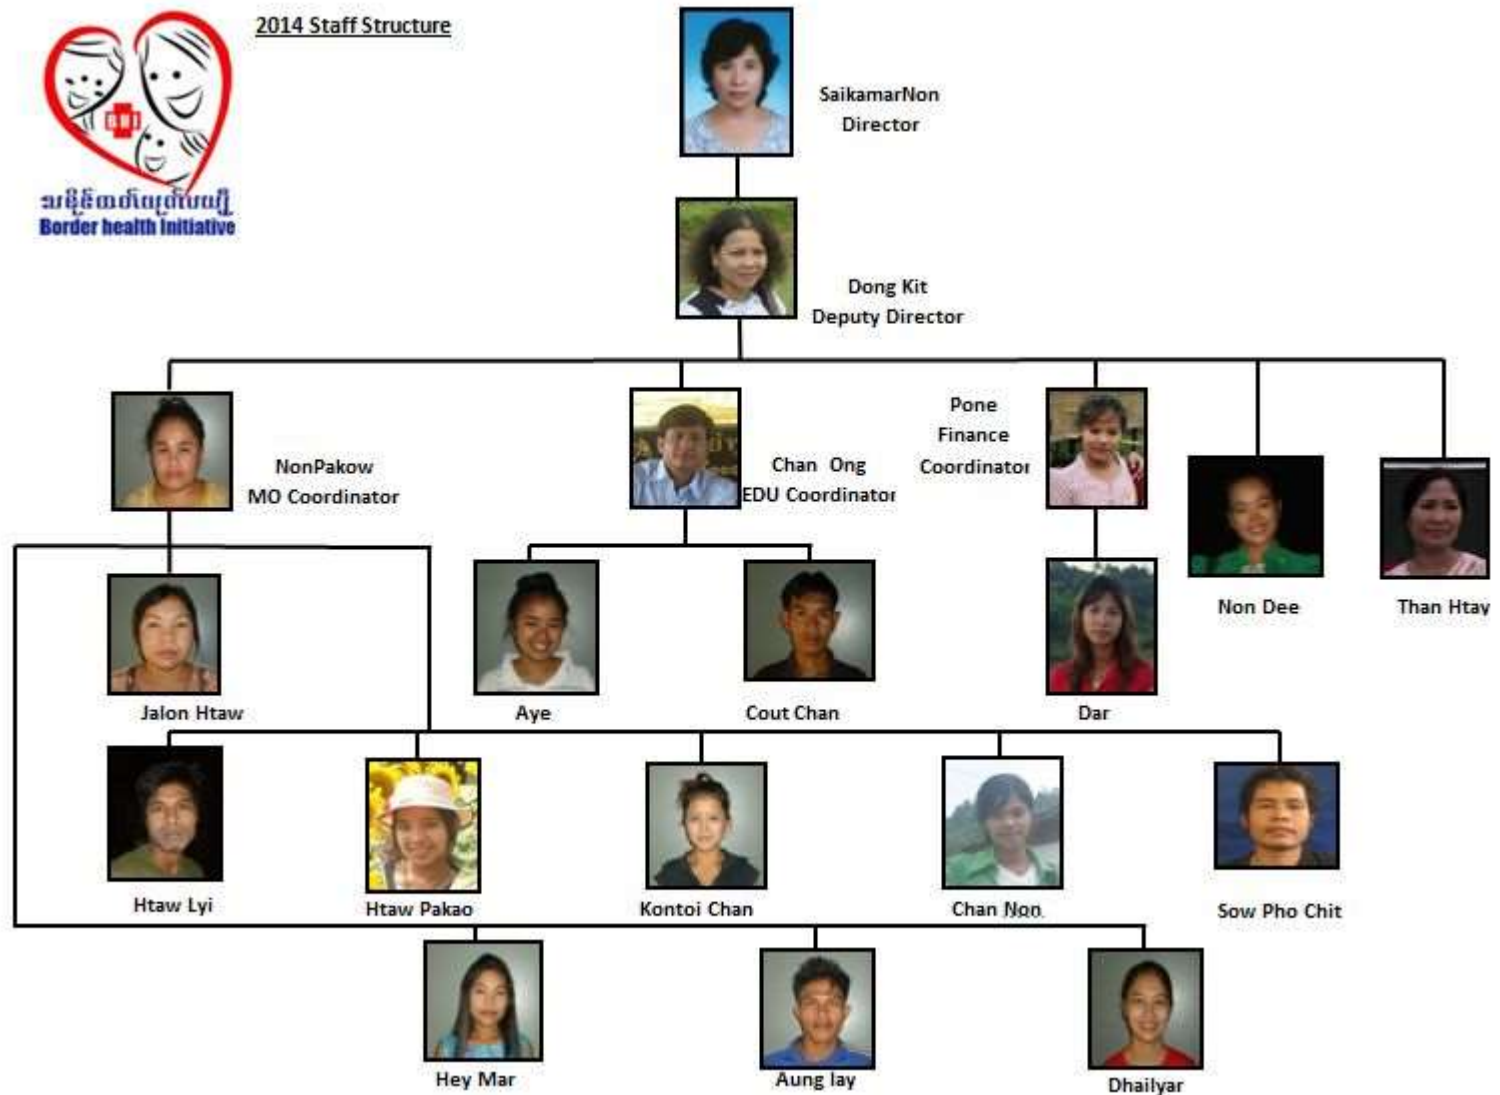 2014 Staff Structure
BHI
Border health Initiative
SaikamarNon
Director
Dong Kit
Deputy Director
NonPakow
MO Coordinator
Chan Ong
EDU Coordinator
Pone
Finance
Coordinator
Non Dee
Than Htay
Jalon Htaw
Aye
Cout Chan
Dar
Htaw Lyi
Htaw Pakao
Kontoi Chan
Chan Non
Sow Pho Chit
Hey Mar
Aung lay
Dhailyar